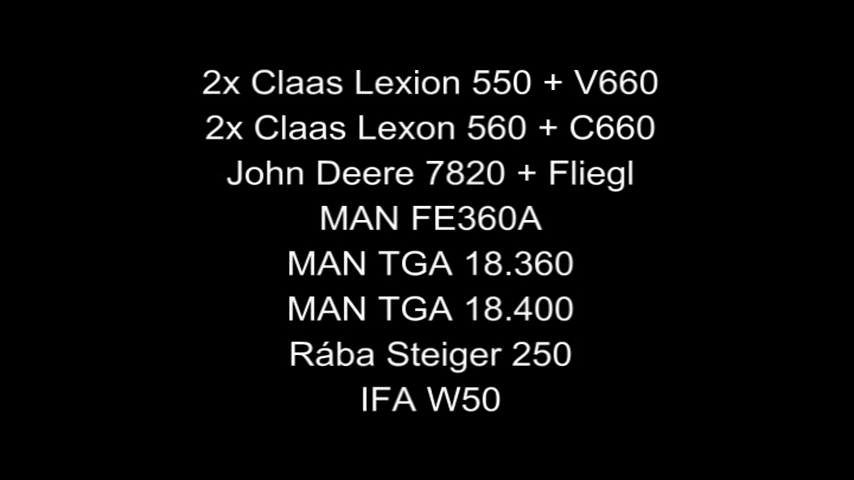 2x Claas Lexion 550 + V660
2x Claas Lexon 560 + C660
John Deere 7820 + Fliegl
MAN FE360A
MAN TGA 18.360
MAN TGA 18.400
Rába Steiger 250
IFA W50